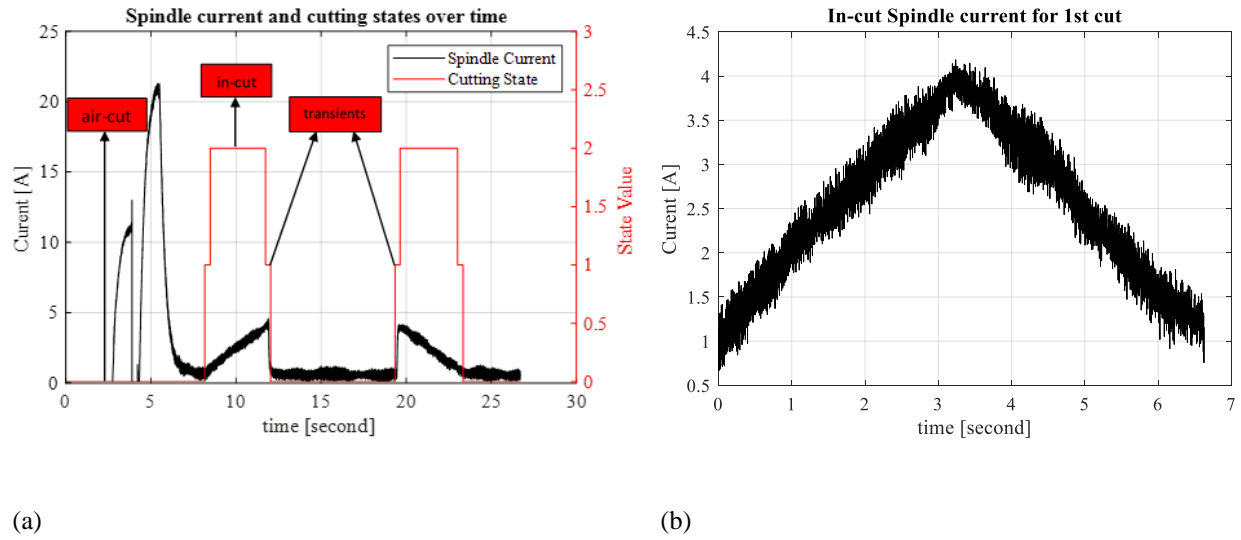 Spindle current and cutting states over time
25
20
15
10
5
0
Curent [A]
air-cut
in-cut
transients
Spindle Current
Cutting State
3
2.5
2
1.5
1
0.5
0
State Value
0 5 10 15 20 25 30
time [second]
(a)
In-cut Spindle current for 1st cut
4.5
4
3.5
3
2.5
2
1.5
1
0.5
Curent [A]
0 1 2 3 4 5 6 7
time [second]
(b)